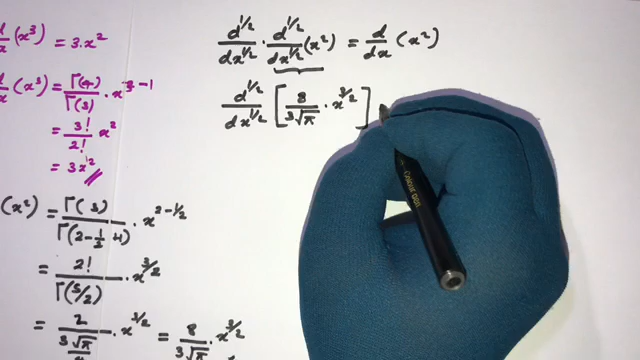 d/x (x³) = 3·x²
d/x (x³) = Γ(4)/Γ(3) · x^(3-1)
= 3!/2! x²
= 3x²
(x²) = Γ(3)/Γ(2-½+1) · x^(2-1/2)
= 2!/Γ(5/2) · x^(3/2)
= 2/(3√π/4) · x^(3/2) = 8/(3√π) x^(3/2)
d^(1/2)/dx^(1/2) · d^(1/2)/dx^(1/2) (x²) = d/dx (x²)
d^(1/2)/dx^(1/2) [8/(3√π) · x^(3/2)]